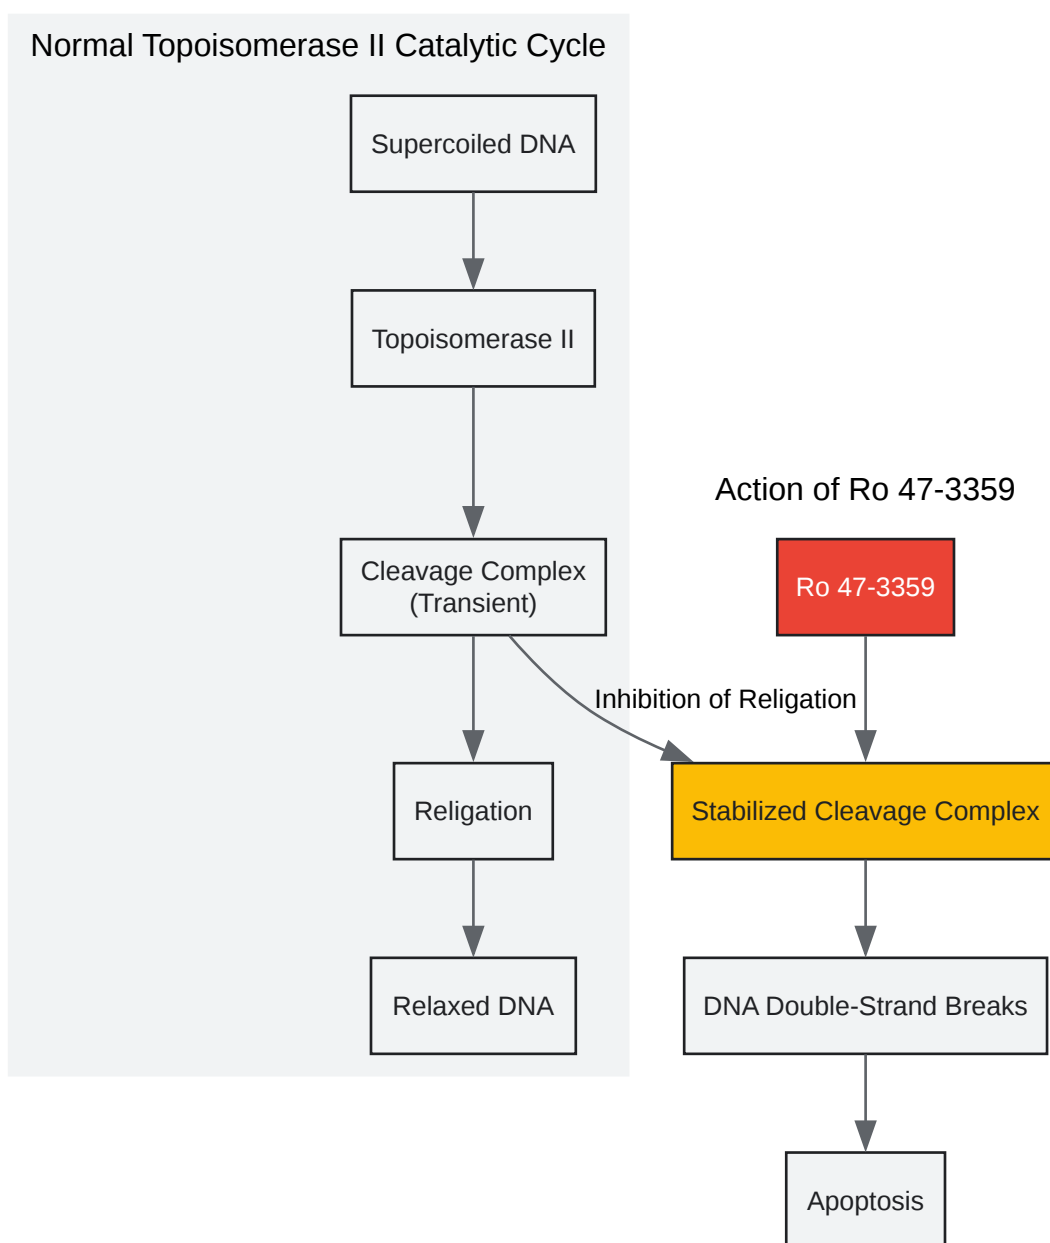 Normal Topoisomerase II Catalytic Cycle
Supercoiled DNA
Topoisomerase II
Action of Ro 47-3359
Cleavage Complex
(Transient)
Ro 47-3359
Inhibition of Religation
Religation
Stabilized Cleavage Complex
Relaxed DNA
DNA Double-Strand Breaks
Apoptosis